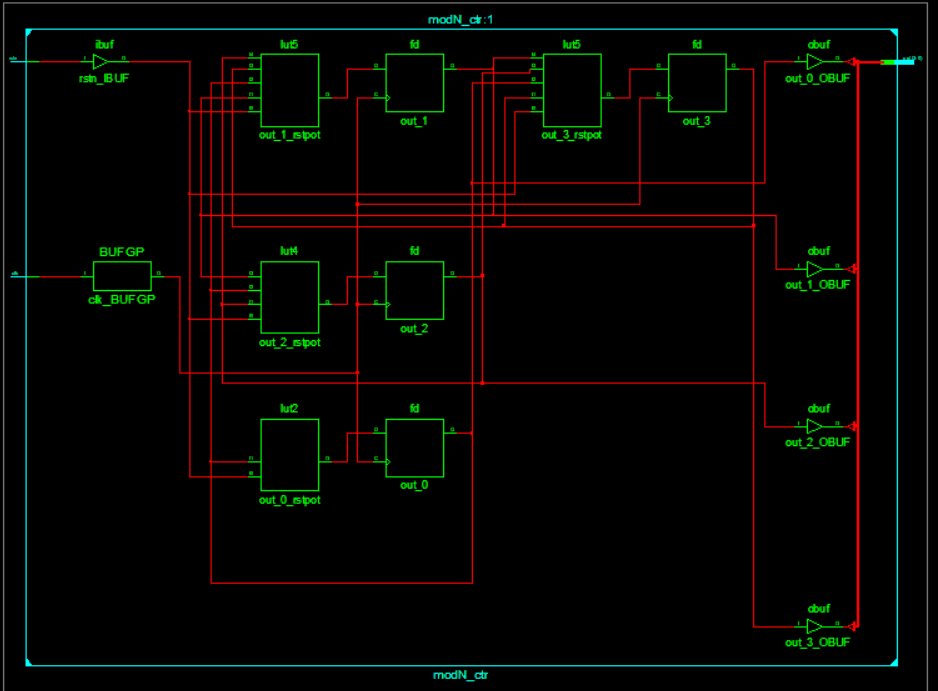 modN_ctr:1
ibuf
lut5
fd
lut5
fd
obuf
rstn_IBUF
out_1_rstpot
out_1
out_3_rstpot
out_3
out_0_OBUF
BUFGP
lut4
fd
obuf
clk_BUFGP
out_2_rstpot
out_2
out_1_OBUF
lut2
fd
obuf
out_0_rstpot
out_0
out_2_OBUF
obuf
out_3_OBUF
modN_ctr